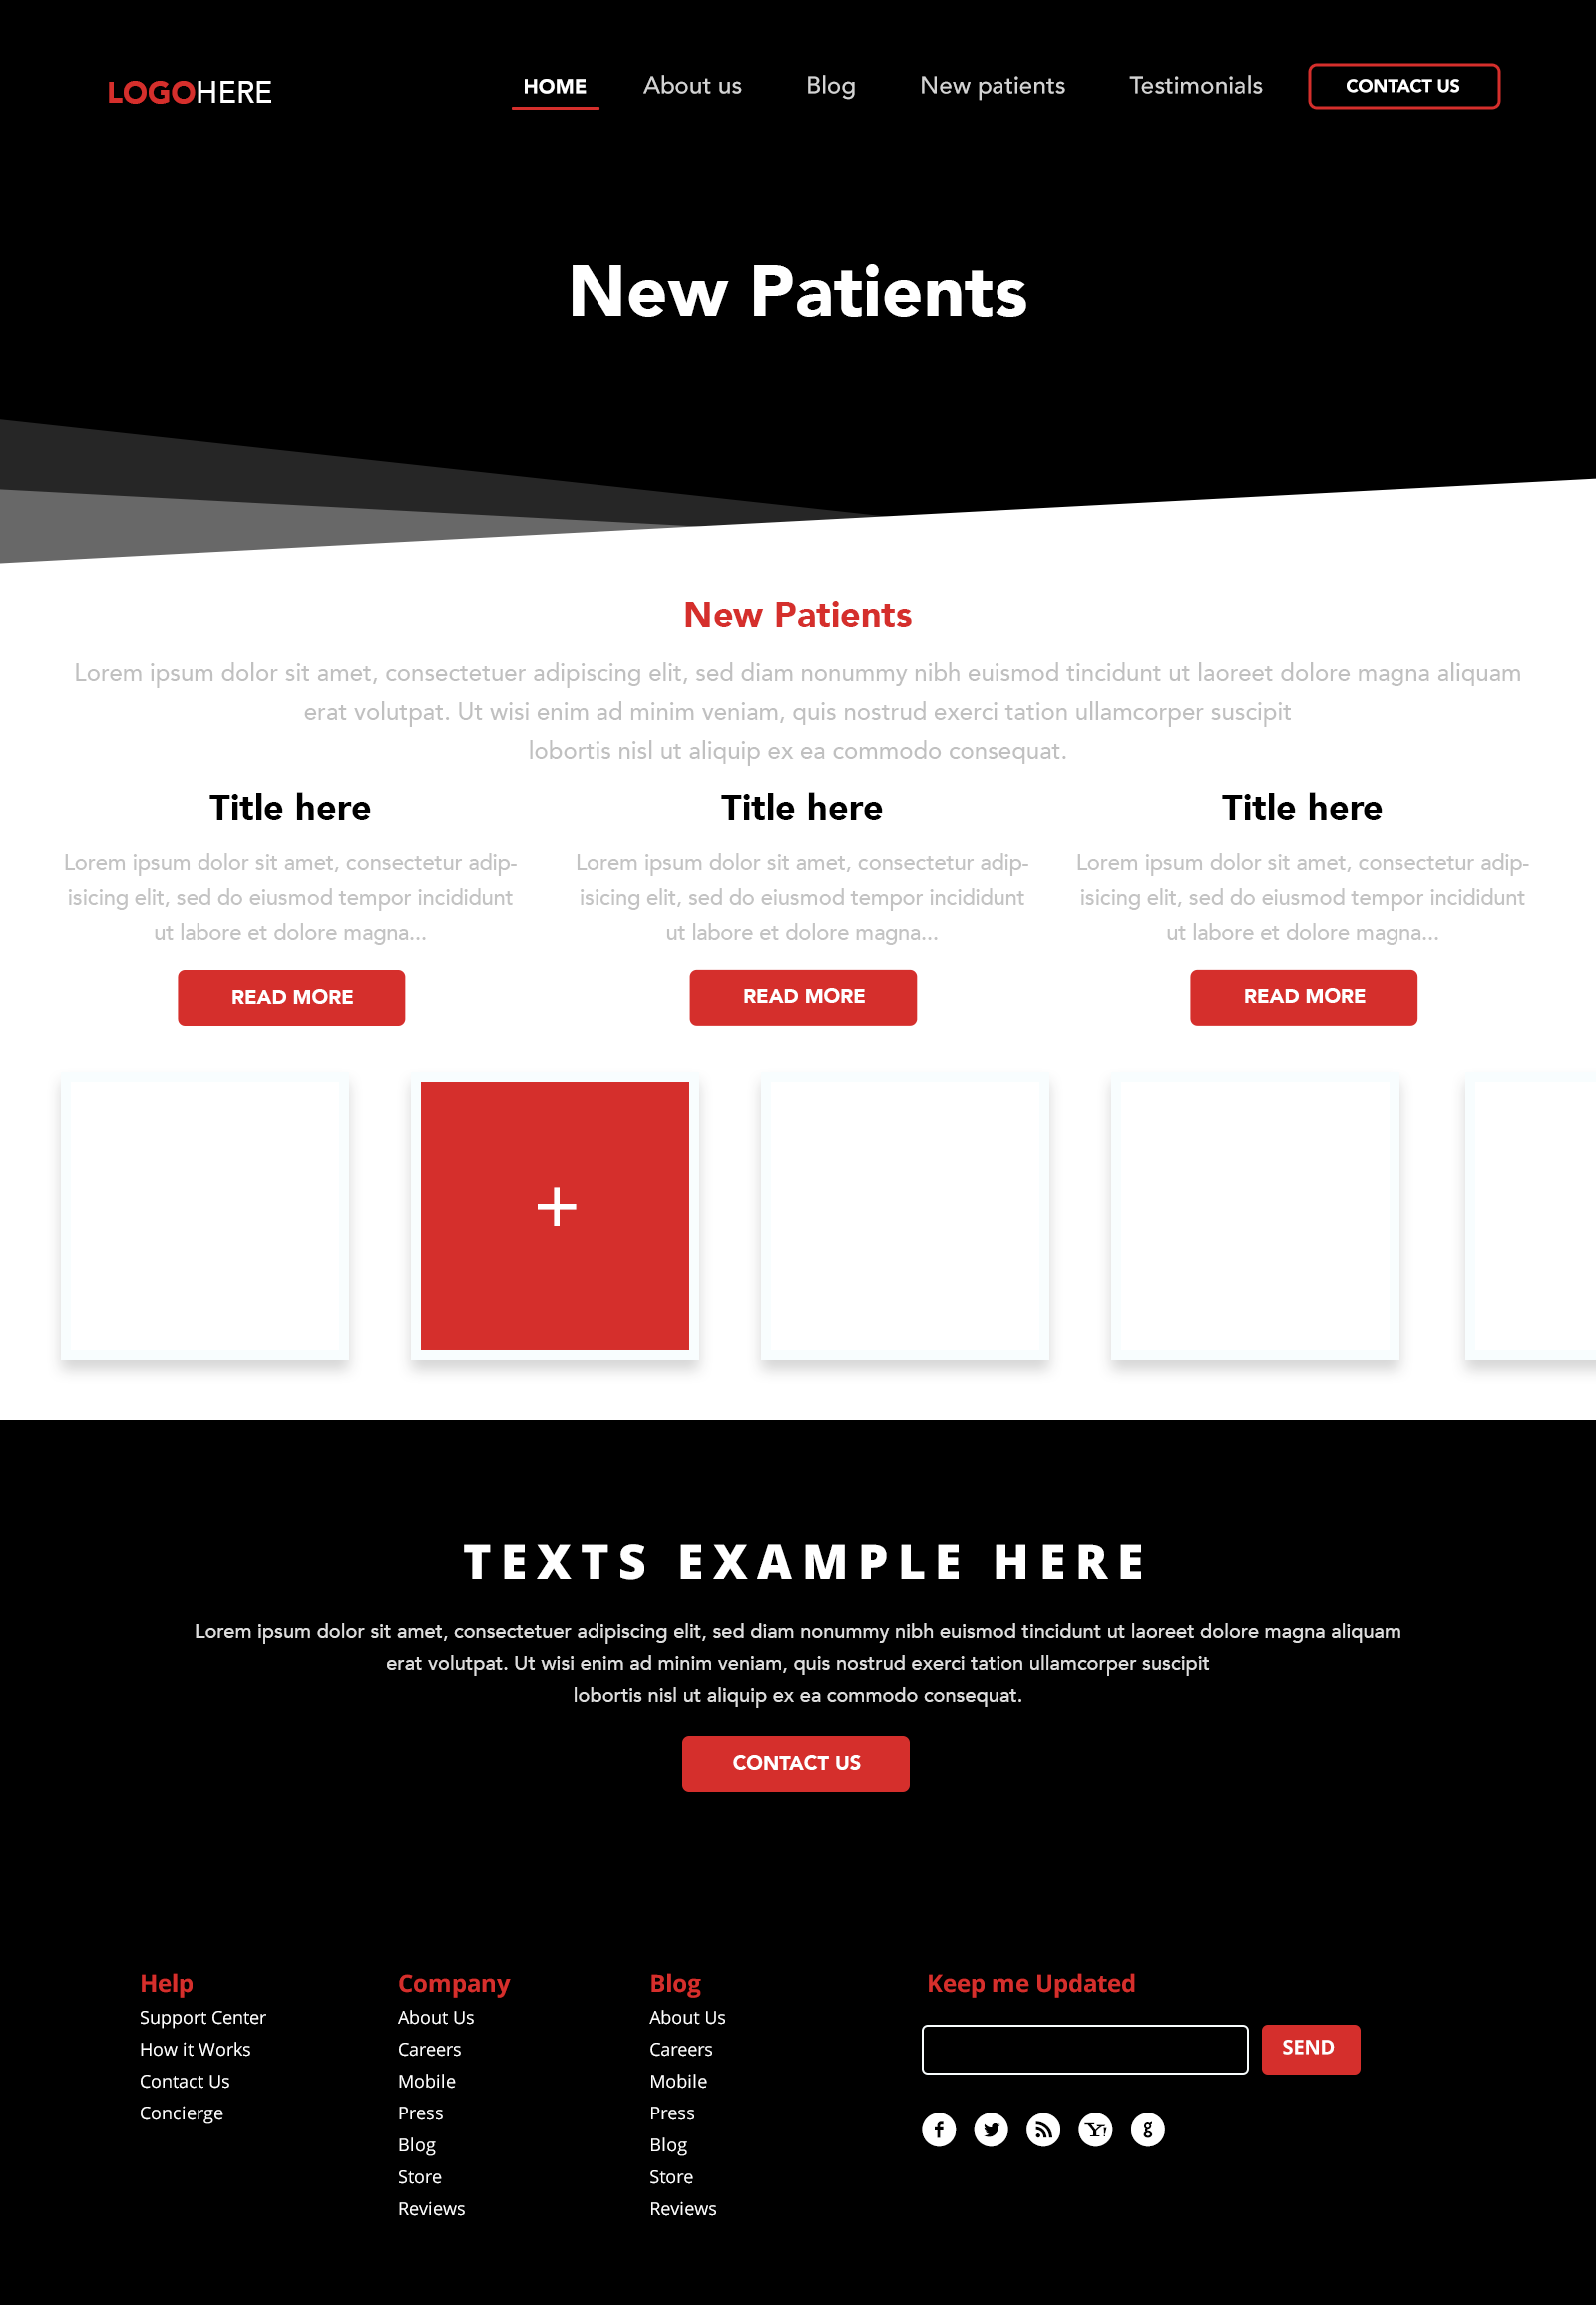 LOGOHERE
HOME About us Blog New patients Testimonials CONTACT US
New Patients
New Patients
Lorem ipsum dolor sit amet, consectetuer adipiscing elit, sed diam nonummy nibh euismod tincidunt ut laoreet dolore magna aliquam
erat volutpat. Ut wisi enim ad minim veniam, quis nostrud exerci tation ullamcorper suscipit
lobortis nisl ut aliquip ex ea commodo consequat.
Title here
Lorem ipsum dolor sit amet, consectetur adip-
isicing elit, sed do eiusmod tempor incididunt
ut labore et dolore magna...
READ MORE
Title here
Lorem ipsum dolor sit amet, consectetur adip-
isicing elit, sed do eiusmod tempor incididunt
ut labore et dolore magna...
READ MORE
Title here
Lorem ipsum dolor sit amet, consectetur adip-
isicing elit, sed do eiusmod tempor incididunt
ut labore et dolore magna...
READ MORE
+
TEXTS EXAMPLE HERE
Lorem ipsum dolor sit amet, consectetuer adipiscing elit, sed diam nonummy nibh euismod tincidunt ut laoreet dolore magna aliquam
erat volutpat. Ut wisi enim ad minim veniam, quis nostrud exerci tation ullamcorper suscipit
lobortis nisl ut aliquip ex ea commodo consequat.
CONTACT US
Help
Support Center
How it Works
Contact Us
Concierge
Company
About Us
Careers
Mobile
Press
Blog
Store
Reviews
Blog
About Us
Careers
Mobile
Press
Blog
Store
Reviews
Keep me Updated
SEND